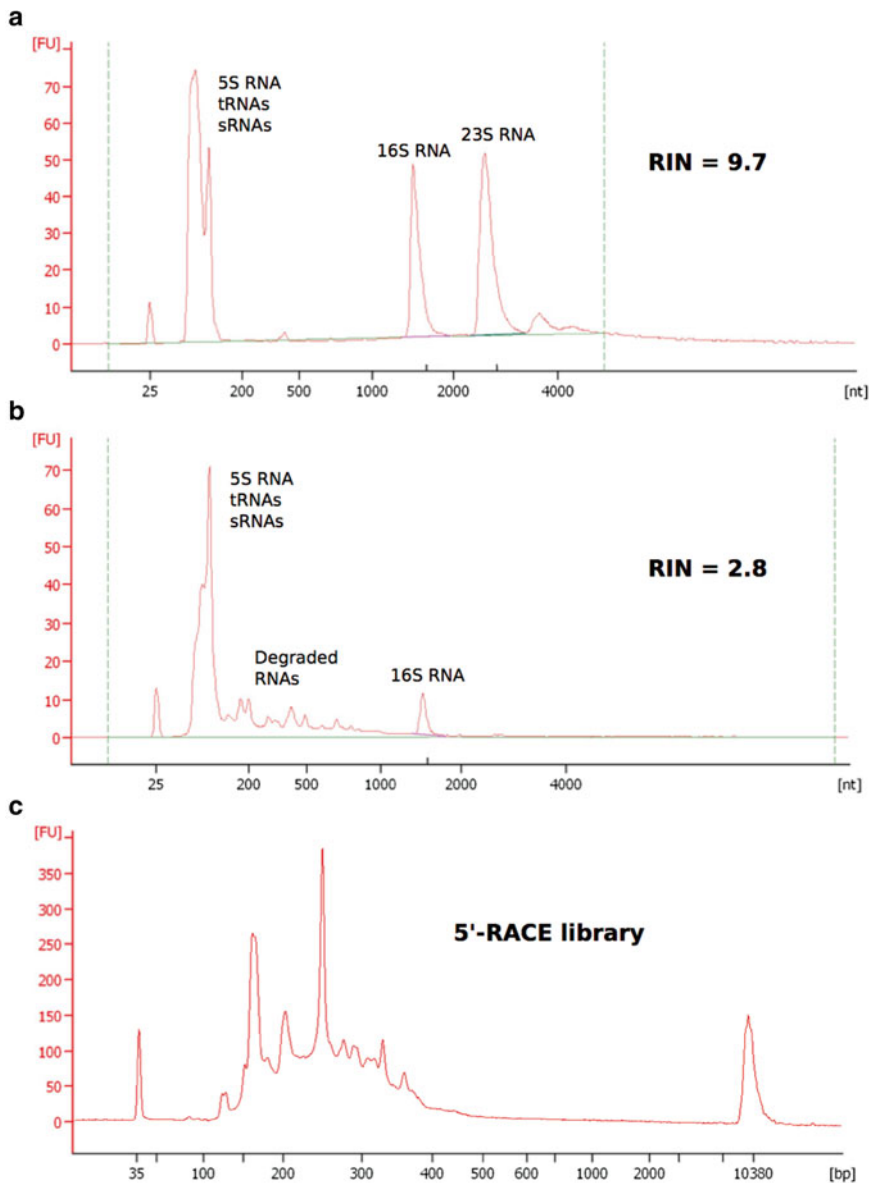 a
[FU]
70
60
50
40
30
20
10
0
5S RNA
tRNAs
sRNAs
16S RNA
23S RNA
RIN = 9.7
25 200 500 1000 2000 4000 [nt]
b
[FU]
70
60
50
40
30
20
10
0
5S RNA
tRNAs
sRNAs
Degraded
RNAs
16S RNA
RIN = 2.8
25 200 500 1000 2000 4000 [nt]
c
[FU]
350
300
250
200
150
100
50
0
5'-RACE library
35 100 200 300 400 500 600 1000 2000 10380 [bp]